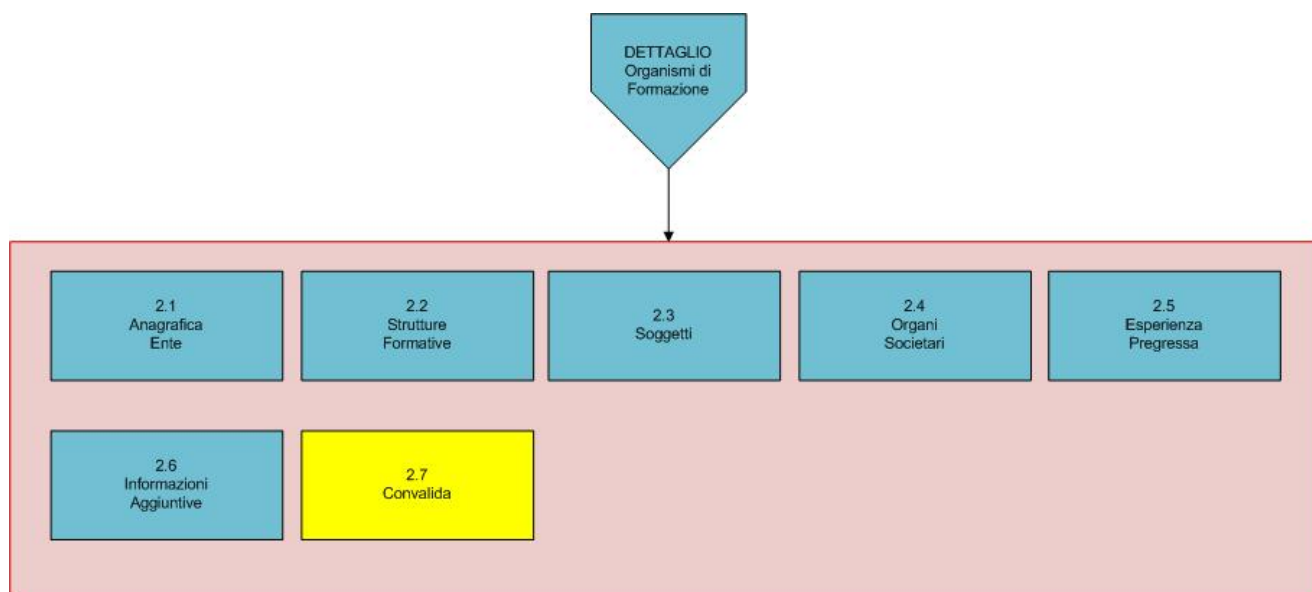 DETTAGLIO
Organismi di
Formazione
2.1
Anagrafica
Ente
2.2
Strutture
Formative
2.3
Soggetti
2.4
Organi
Societari
2.5
Esperienza
Pregressa
2.6
Informazioni
Aggiuntive
2.7
Convalida